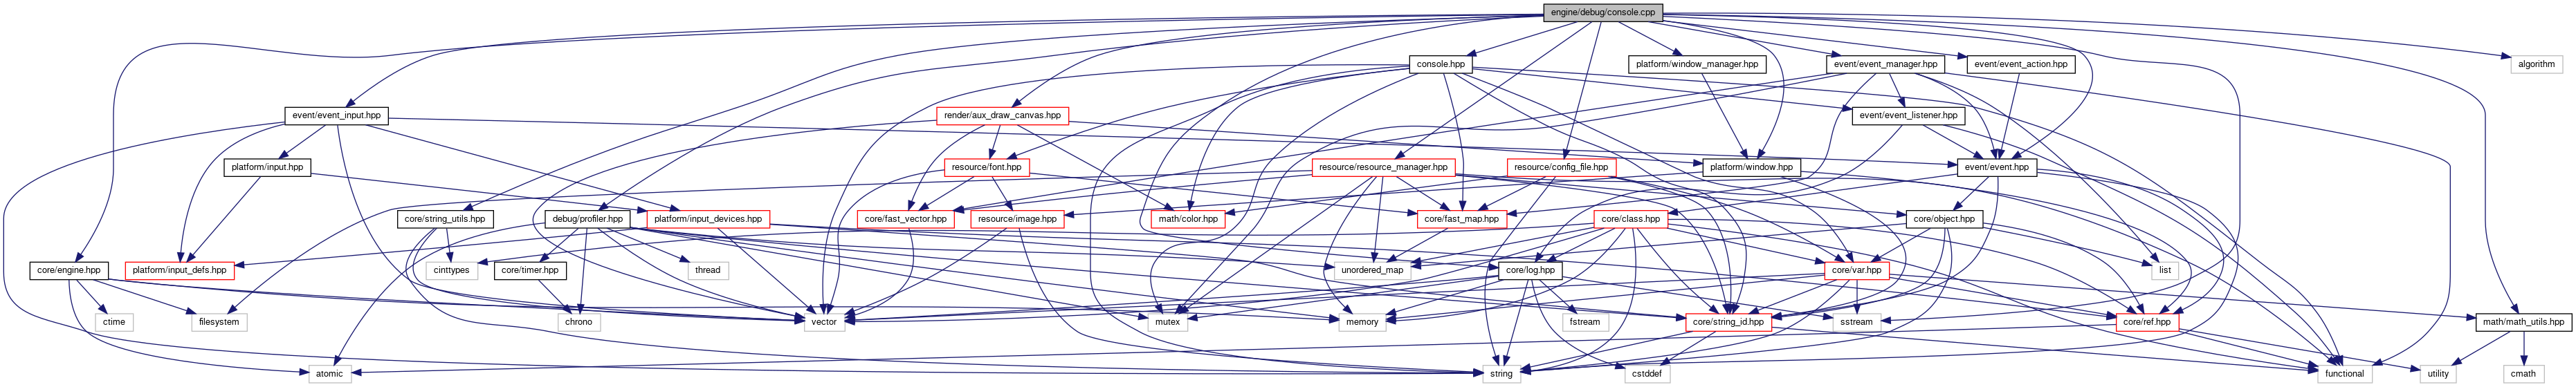 engine/debug/console.cpp
console.hpp
platform/window_manager.hpp
event/event_manager.hpp
event/event_action.hpp
algorithm
event/event_input.hpp
render/aux_draw_canvas.hpp
event/event_listener.hpp
platform/input.hpp
resource/font.hpp
resource/resource_manager.hpp
resource/config_file.hpp
platform/window.hpp
event/event.hpp
core/string_utils.hpp
debug/profiler.hpp
platform/input_devices.hpp
core/fast_vector.hpp
resource/image.hpp
math/color.hpp
core/fast_map.hpp
core/class.hpp
core/object.hpp
core/engine.hpp
platform/input_defs.hpp
cinttypes
core/timer.hpp
thread
unordered_map
core/log.hpp
core/var.hpp
list
ctime
filesystem
chrono
vector
mutex
memory
fstream
core/string_id.hpp
sstream
core/ref.hpp
math/math_utils.hpp
atomic
string
cstddef
functional
utility
cmath